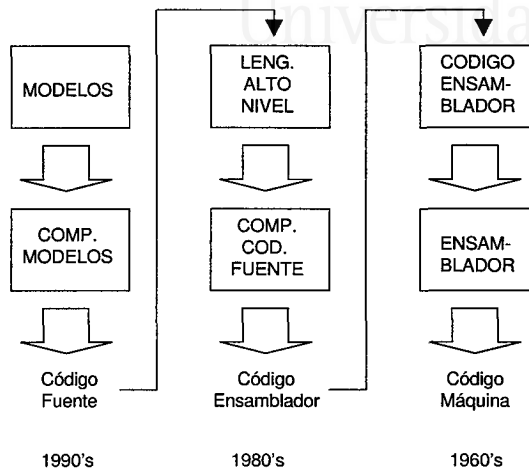 Universida
MODELOS
COMP.
MODELOS
Código
Fuente
1990's
LENG.
ALTO
NIVEL
COMP.
COD.
FUENTE
Código
Ensamblador
1980's
CODIGO
ENSAM-
BLADOR
ENSAM-
BLADOR
Código
Máquina
1960's